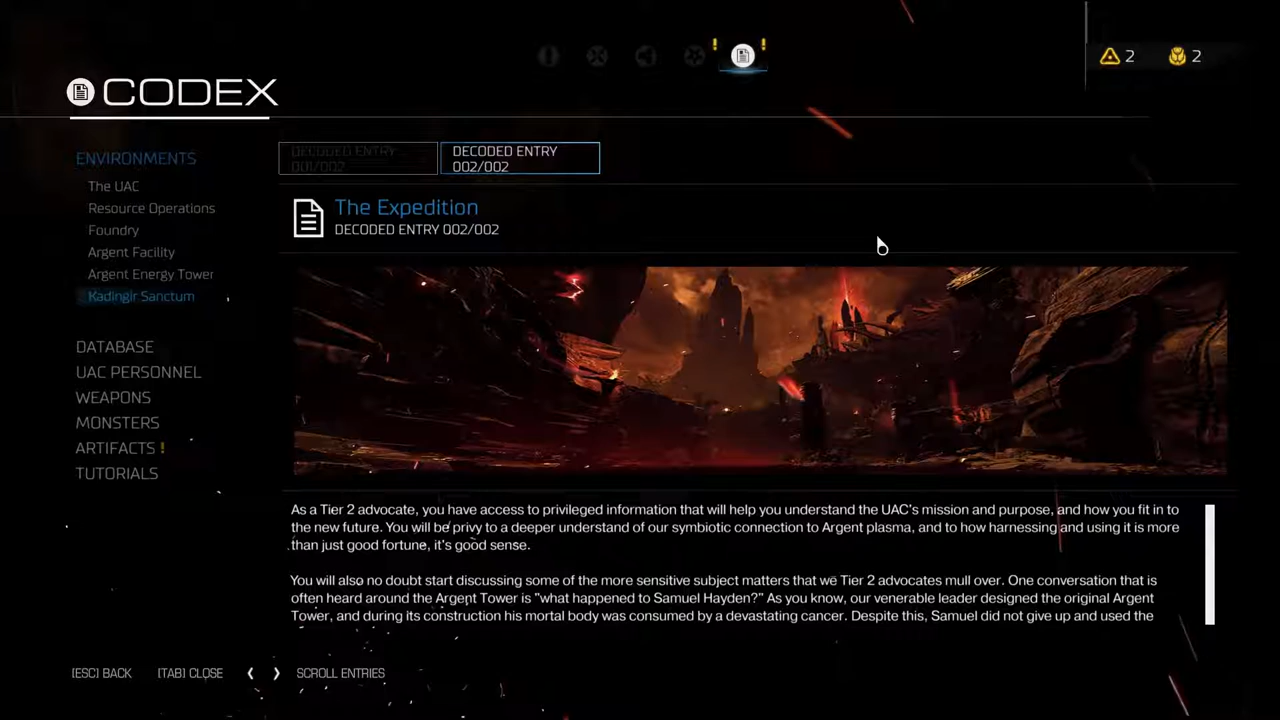 2
2
CODEX
ENVIRONMENTS
The UAC
Resource Operations
Foundry
Argent Facility
Argent Energy Tower
Kadingir Sanctum
DATABASE
UAC PERSONNEL
WEAPONS
MONSTERS
ARTIFACTS !
TUTORIALS
DECODED ENTRY
001/002
DECODED ENTRY
002/002
The Expedition
DECODED ENTRY 002/002
As a Tier 2 advocate, you have access to privileged information that will help you understand the UAC's mission and purpose, and how you fit in to
the new future. You will be privy to a deeper understand of our symbiotic connection to Argent plasma, and to how harnessing and using it is more
than just good fortune, it's good sense.
You will also no doubt start discussing some of the more sensitive subject matters that we Tier 2 advocates mull over. One conversation that is
often heard around the Argent Tower is "what happened to Samuel Hayden?" As you know, our venerable leader designed the original Argent
Tower, and during its construction his mortal body was consumed by a devastating cancer. Despite this, Samuel did not give up and used the
[ESC] BACK
[TAB] CLOSE
SCROLL ENTRIES